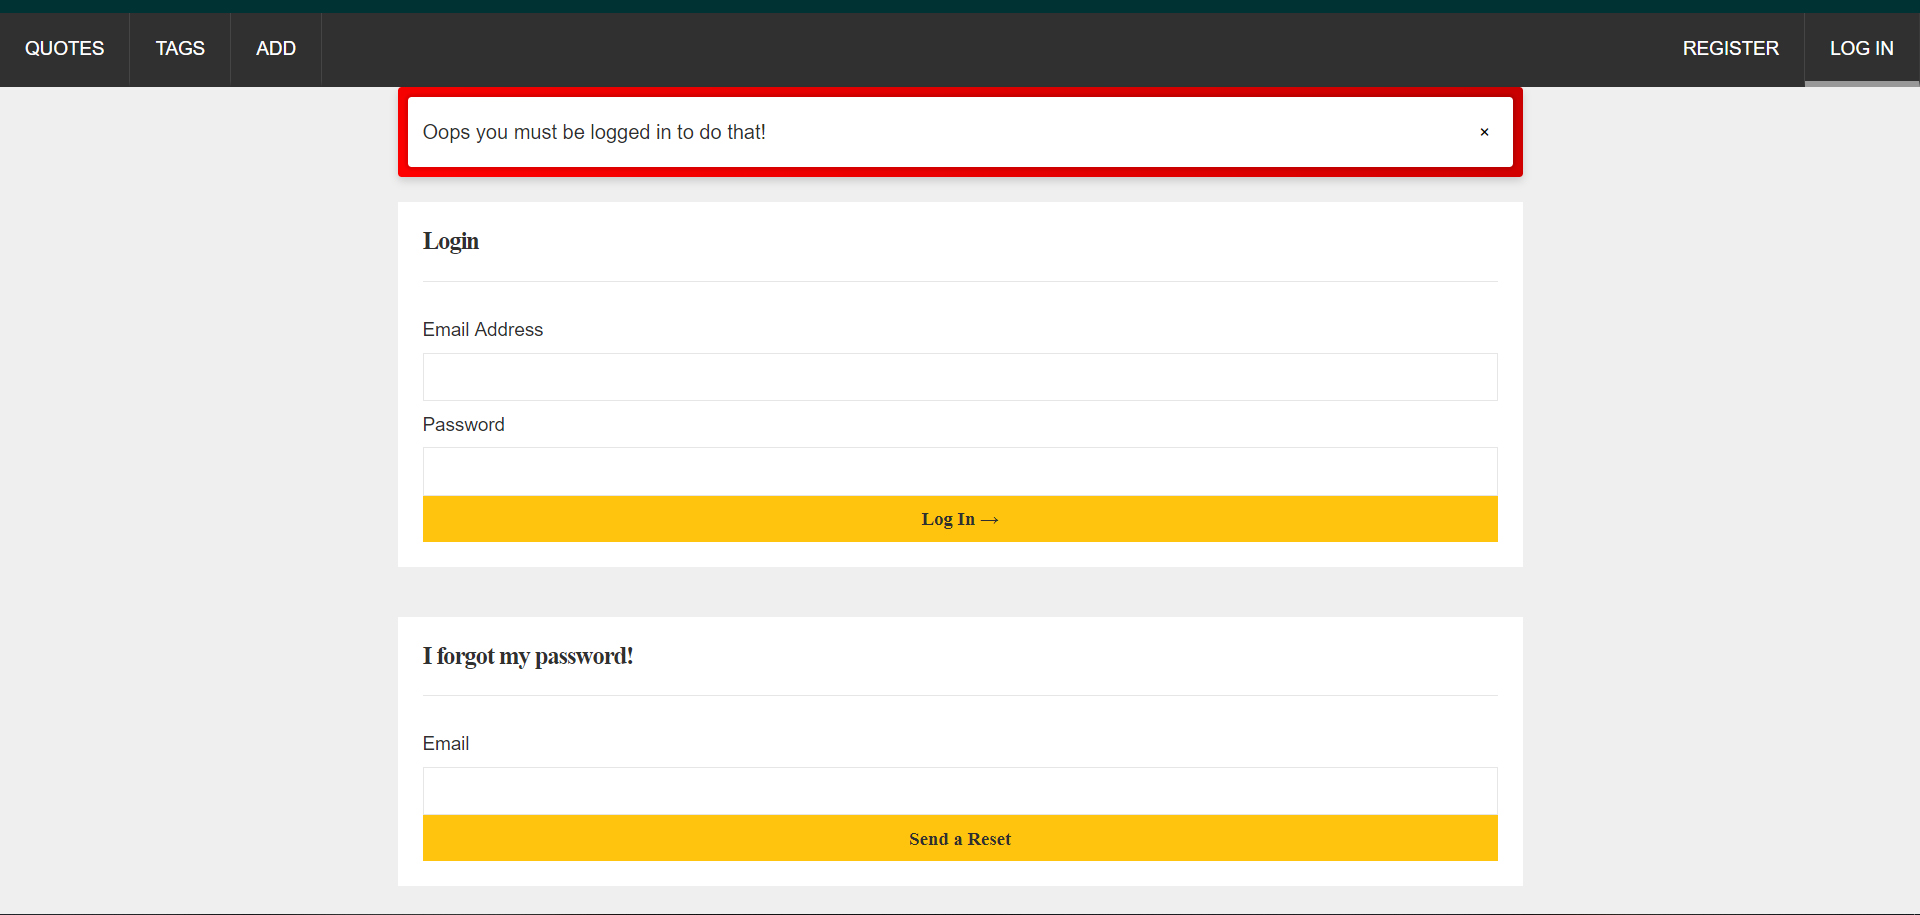 QUOTES TAGS ADD REGISTER LOG IN
Oops you must be logged in to do that! ×
Login
Email Address
Password
Log In →
I forgot my password!
Email
Send a Reset